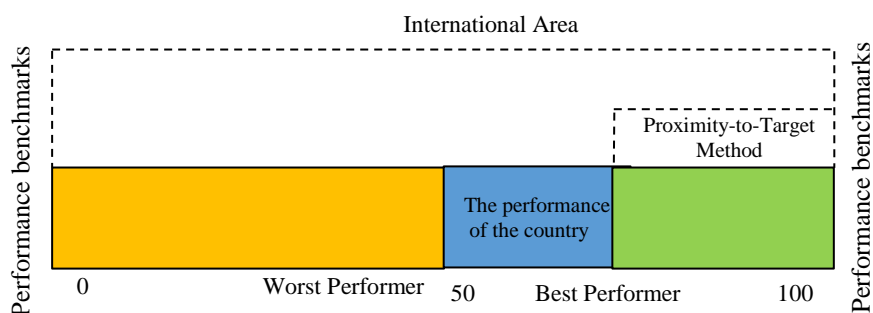 International Area
Performance benchmarks
Performance benchmarks
Proximity-to-Target
Method
The performance
of the country
0
Worst Performer
50
Best Performer
100